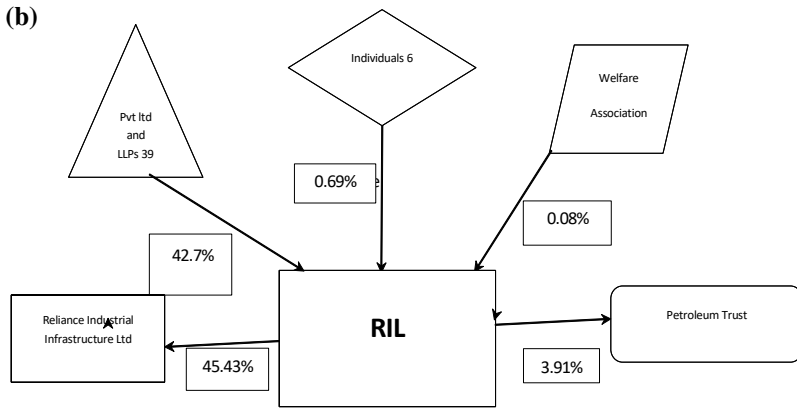 (b)
Individuals 6
Welfare
Association
Pvt ltd
and
LLPs 39
0.69%
e
0.08%
42.7%
RIL
Reliance Industrial
Infrastructure Ltd
Petroleum Trust
45.43%
3.91%